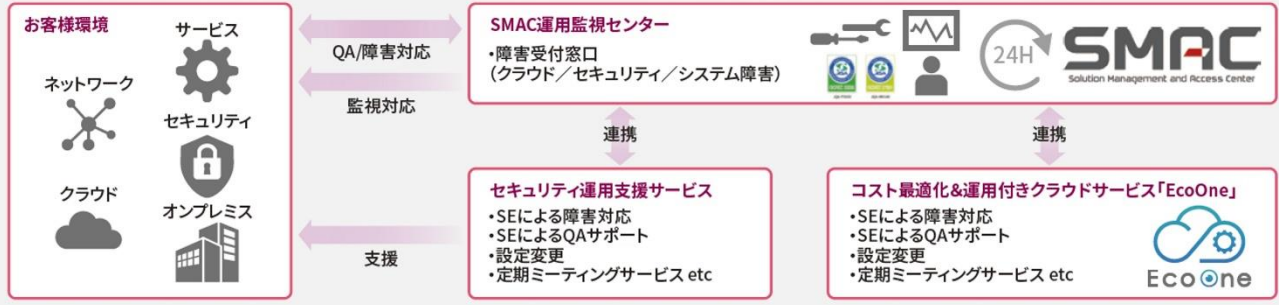 お客様環境
サービス
ネットワーク
セキュリティ
クラウド
オンプレミス
QA/障害対応
監視対応
支援
SMAC運用監視センター
・障害受付窓口
（クラウド／セキュリティ／システム障害）
24H
SMAC
Solution Management and Access Center
連携
連携
セキュリティ運用支援サービス
・SEによる障害対応
・SEによるQAサポート
・設定変更
・定期ミーティングサービス etc
コスト最適化&運用付きクラウドサービス「EcoOne」
・SEによる障害対応
・SEによるQAサポート
・設定変更
・定期ミーティングサービス etc
EcoOne